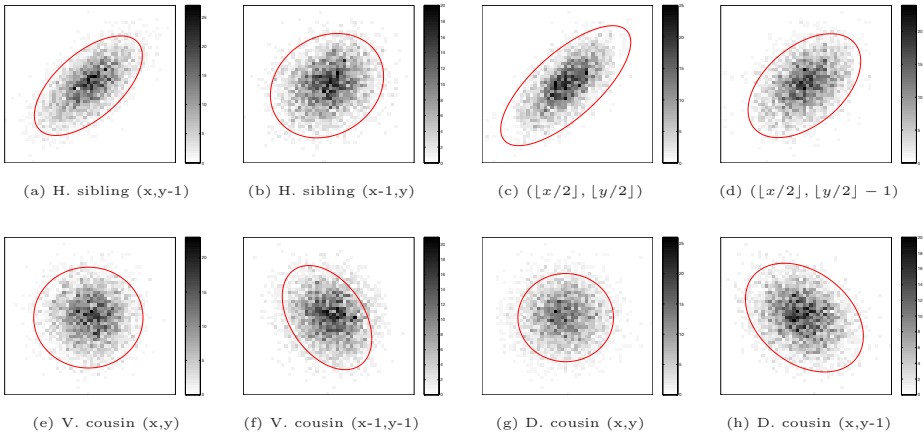 (a) H. sibling (x,y-1)
(b) H. sibling (x-1,y)
(c) (⌊x/2⌋, ⌊y/2⌋)
(d) (⌊x/2⌋, ⌊y/2⌋ − 1)
(e) V. cousin (x,y)
(f) V. cousin (x-1,y-1)
(g) D. cousin (x,y)
(h) D. cousin (x,y-1)